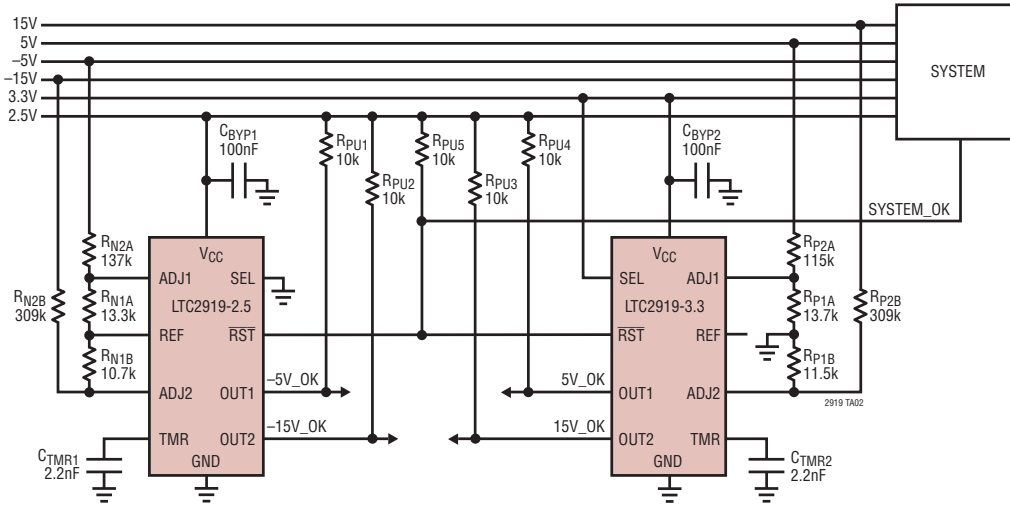 15V
5V
–5V
–15V
3.3V
2.5V
SYSTEM
CBYP1
100nF
RPU1
10k
RPU2
10k
RPU5
10k
RPU3
10k
RPU4
10k
CBYP2
100nF
SYSTEM_OK
RN2A
137k
RN2B
309k
RN1A
13.3k
RN1B
10.7k
VCC
ADJ1
SEL
LTC2919-2.5
REF
RST
ADJ2
OUT1
TMR
OUT2
GND
–5V_OK
–15V_OK
CTMR1
2.2nF
VCC
SEL
ADJ1
LTC2919-3.3
RST
REF
OUT1
ADJ2
OUT2
TMR
GND
5V_OK
15V_OK
RP2A
115k
RP1A
13.7k
RP2B
309k
RP1B
11.5k
2919 TA02
CTMR2
2.2nF